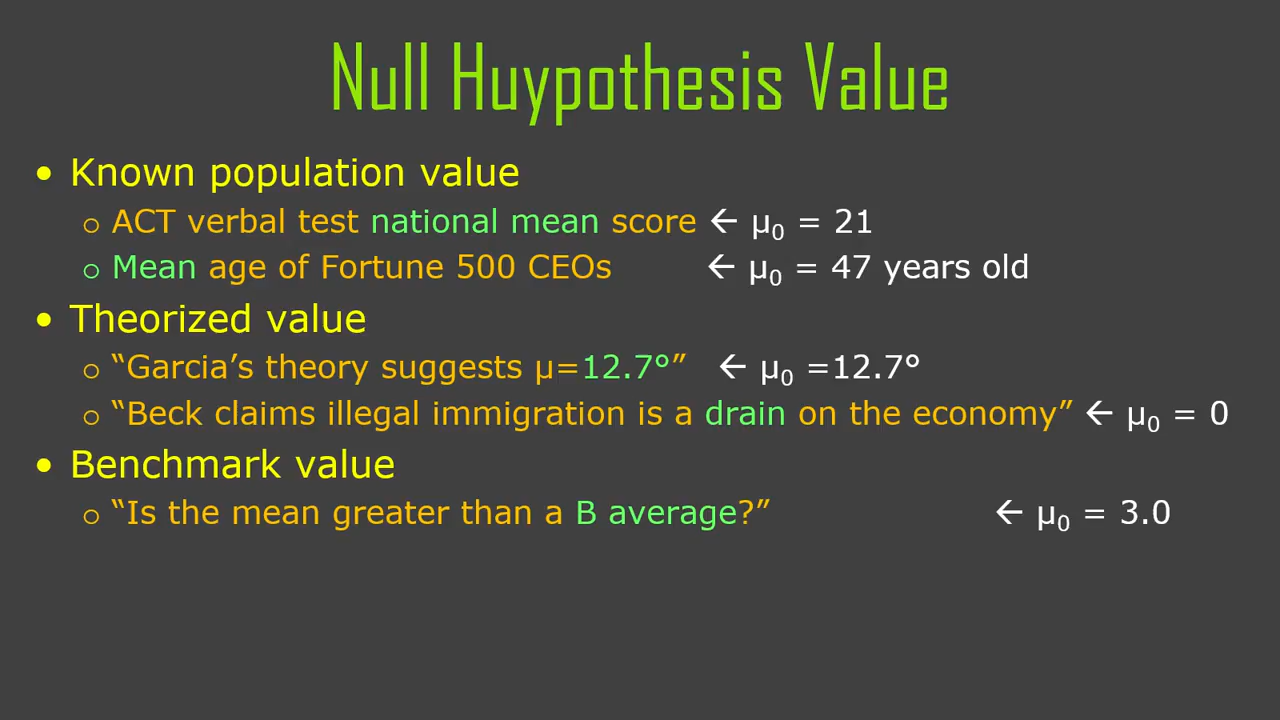 Null Huypothesis Value
• Known population value
o ACT verbal test national mean score ← μ₀ = 21
o Mean age of Fortune 500 CEOs ← μ₀ = 47 years old
• Theorized value
o “Garcia’s theory suggests μ=12.7°” ← μ₀ =12.7°
o “Beck claims illegal immigration is a drain on the economy” ← μ₀ = 0
• Benchmark value
o “Is the mean greater than a B average?” ← μ₀ = 3.0